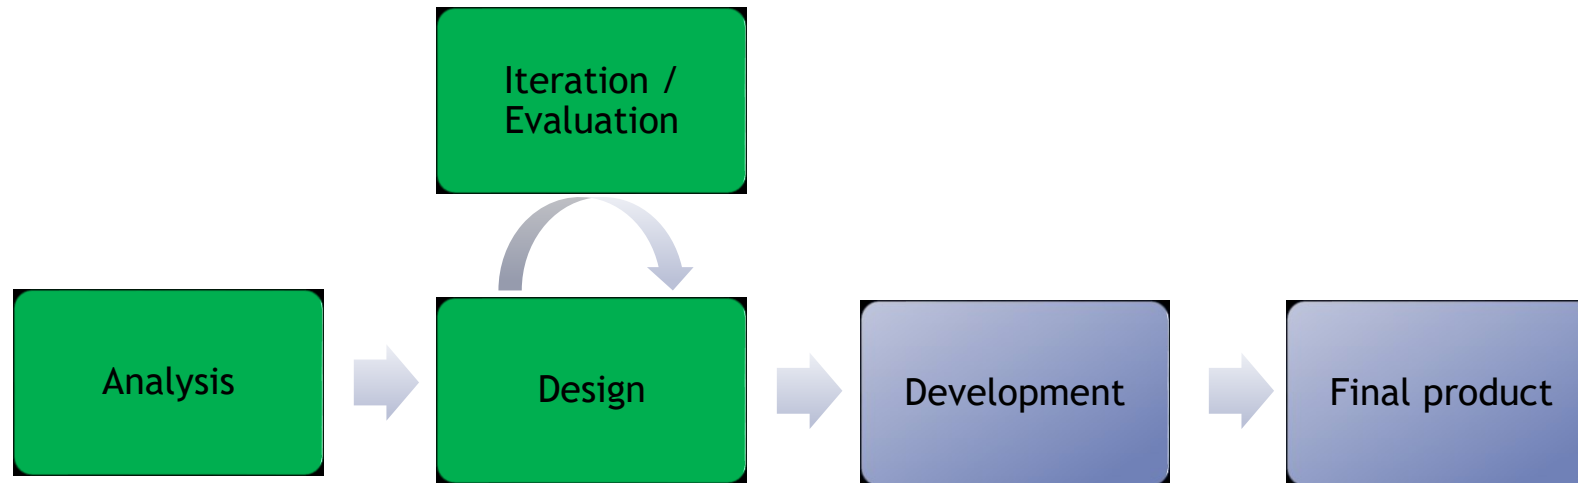 Iteration /
Evaluation
Analysis
Design
Development
Final product